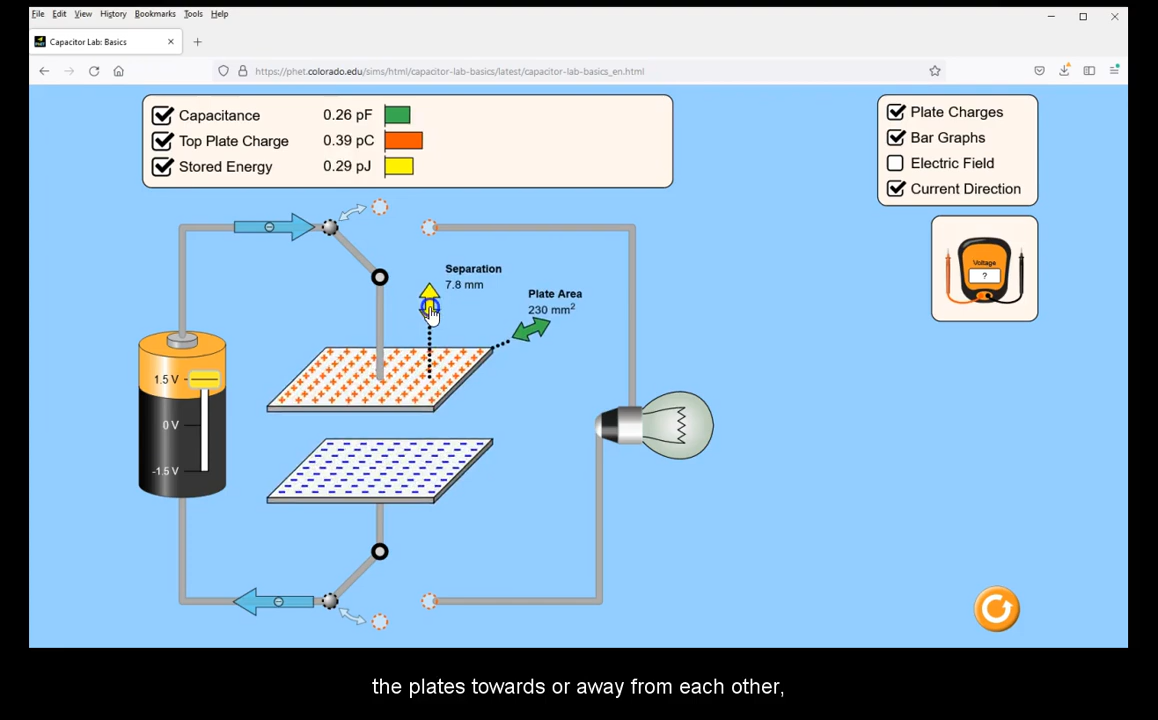 File Edit View History Bookmarks Tools Help
Capacitor Lab: Basics
https://phet.colorado.edu/sims/html/capacitor-lab-basics/latest/capacitor-lab-basics_en.html
Capacitance 0.26 pF
Top Plate Charge 0.39 pC
Stored Energy 0.29 pJ
Plate Charges
Bar Graphs
Electric Field
Current Direction
Voltage
?
Separation
7.8 mm
Plate Area
230 mm²
1.5 V
0 V
-1.5 V
the plates towards or away from each other,